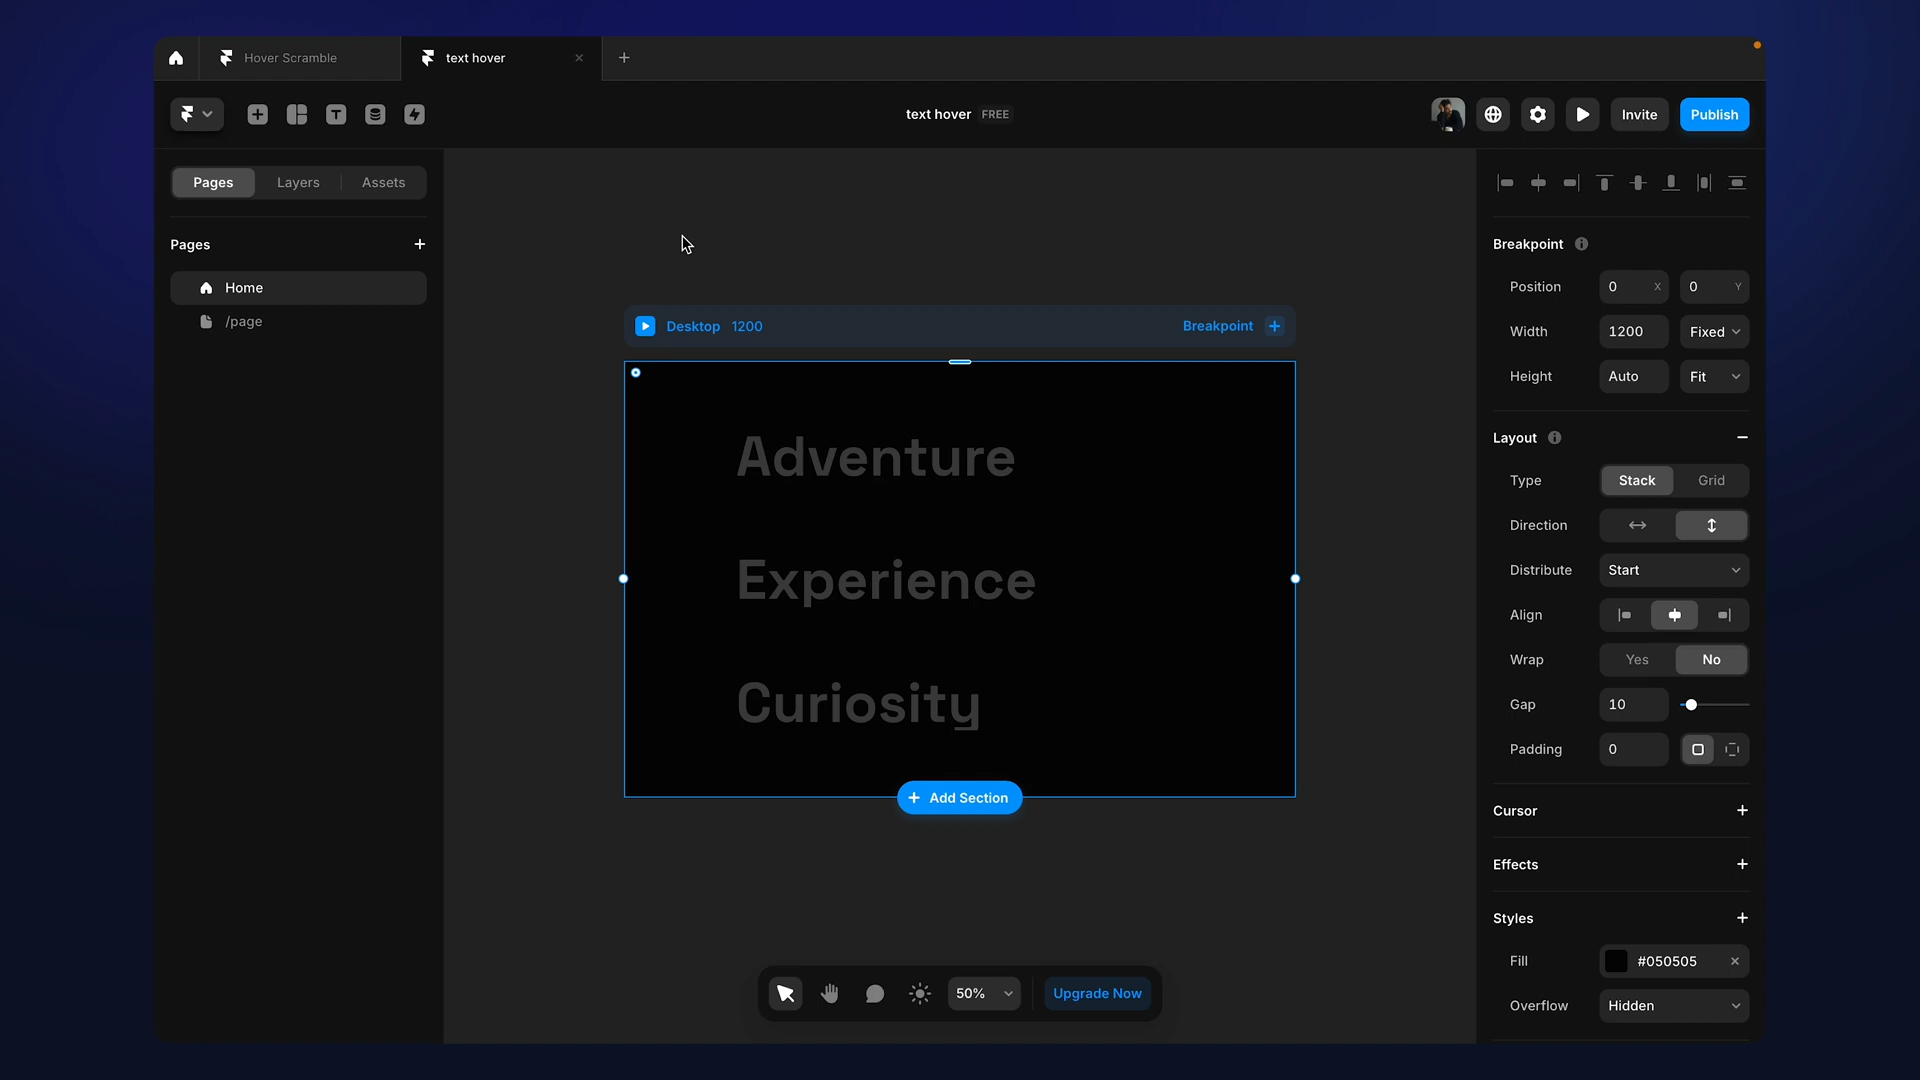 Hover Scramble
text hover
text hover FREE
Invite
Publish
Pages
Layers
Assets
Pages
Home
/page
Desktop 1200
Breakpoint
Adventure
Experience
Curiosity
Add Section
50%
Upgrade Now
Breakpoint
Position 0 X 0 Y
Width 1200 Fixed
Height Auto Fit
Layout
Type Stack Grid
Direction
Distribute Start
Align
Wrap Yes No
Gap 10
Padding 0
Cursor
Effects
Styles
Fill #050505
Overflow Hidden